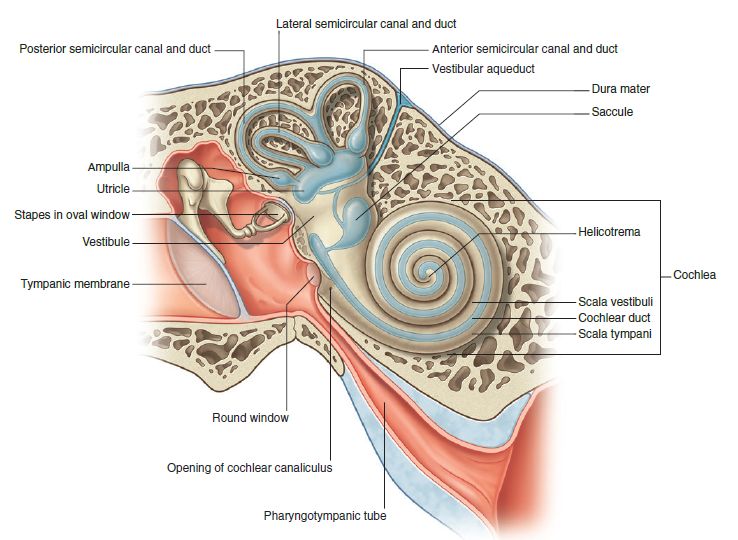 Lateral semicircular canal and duct
Posterior semicircular canal and duct
Anterior semicircular canal and duct
Vestibular aqueduct
Dura mater
Saccule
Ampulla
Utricle
Stapes in oval window
Vestibule
Helicotrema
Cochlea
Tympanic membrane
Scala vestibuli
Cochlear duct
Scala tympani
Round window
Opening of cochlear canaliculus
Pharyngotympanic tube